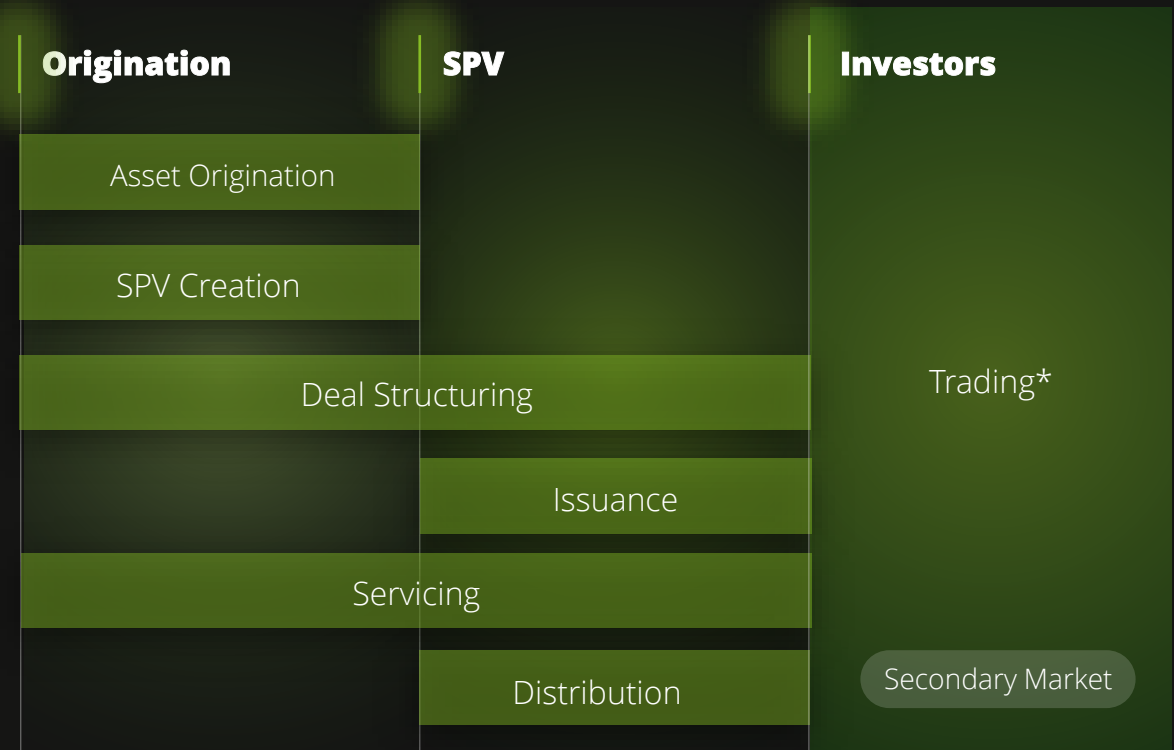 Origination
SPV
Investors
Asset Origination
SPV Creation
Deal Structuring
Trading*
Issuance
Servicing
Secondary Market
Distribution